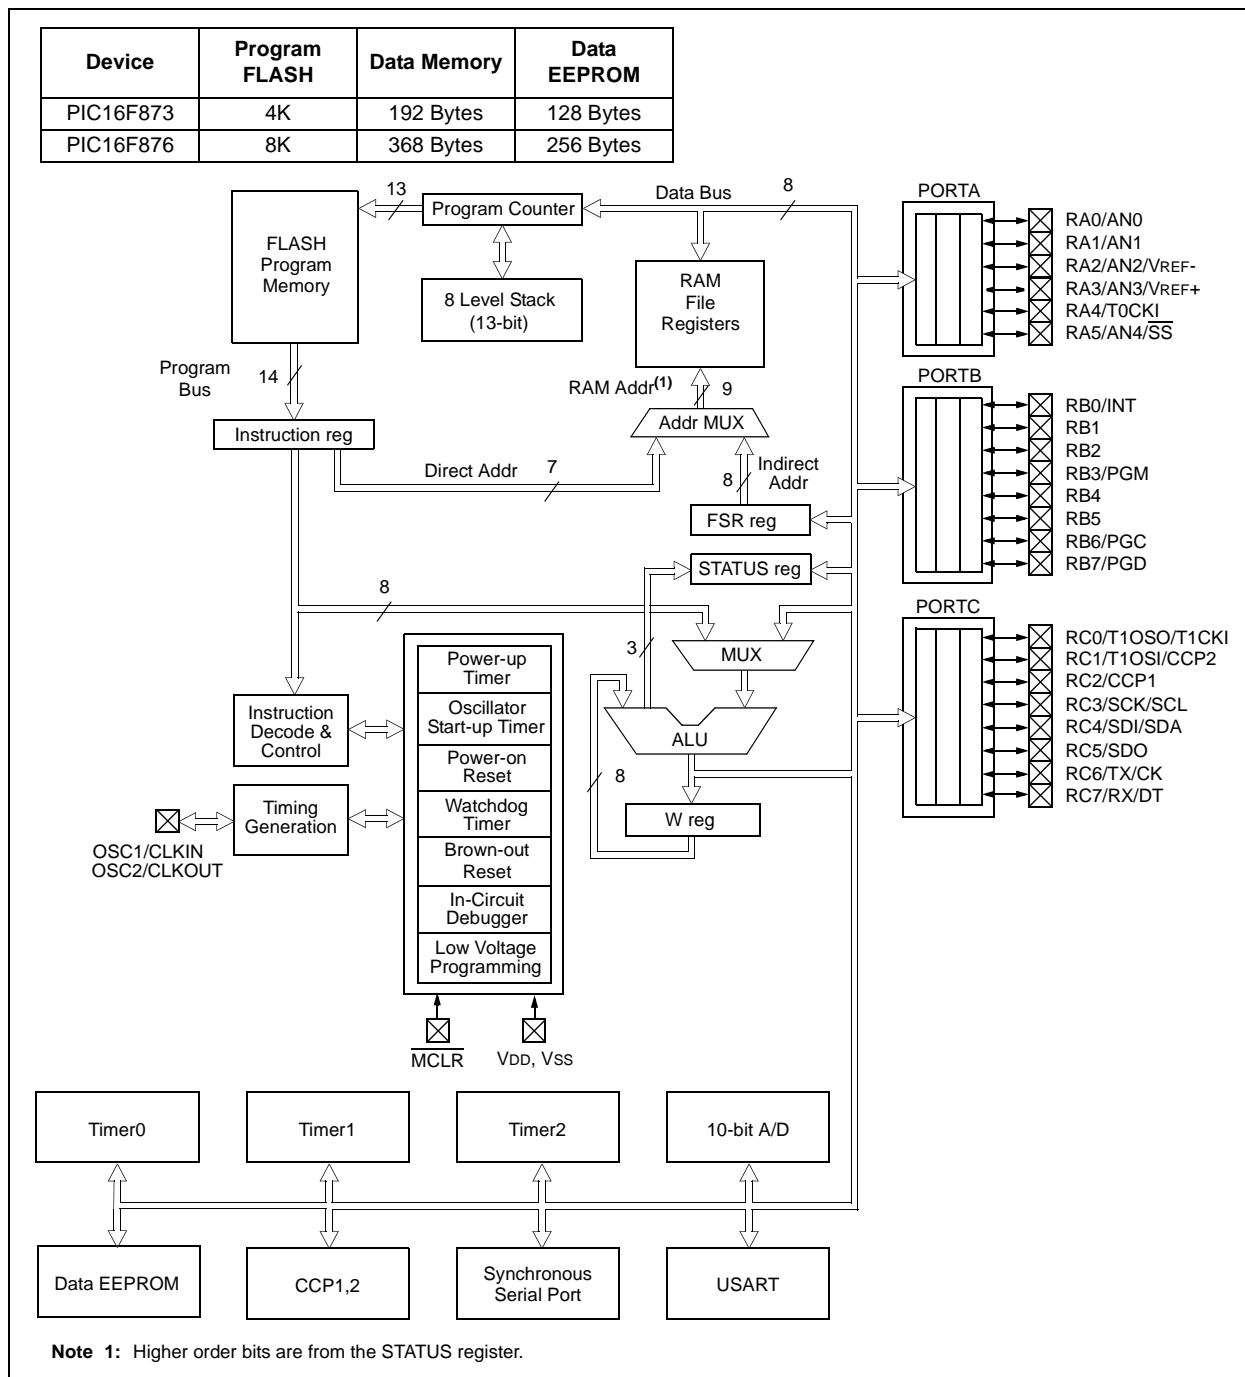 Device Program FLASH Data Memory Data EEPROM
PIC16F873 4K 192 Bytes 128 Bytes
PIC16F876 8K 368 Bytes 256 Bytes
FLASH
Program
Memory
13
Program Counter
8 Level Stack
(13-bit)
Data Bus
8
RAM
File
Registers
Program
Bus
14
Instruction reg
RAM Addr(1)
9
Addr MUX
Direct Addr
7
Indirect
Addr
8
FSR reg
STATUS reg
8
3
MUX
ALU
8
W reg
Power-up
Timer
Oscillator
Start-up Timer
Power-on
Reset
Watchdog
Timer
Brown-out
Reset
In-Circuit
Debugger
Low Voltage
Programming
Instruction
Decode &
Control
Timing
Generation
OSC1/CLKIN
OSC2/CLKOUT
MCLR
VDD, VSS
PORTA
RA0/AN0
RA1/AN1
RA2/AN2/VREF-
RA3/AN3/VREF+
RA4/T0CKI
RA5/AN4/SS
PORTB
RB0/INT
RB1
RB2
RB3/PGM
RB4
RB5
RB6/PGC
RB7/PGD
PORTC
RC0/T1OSO/T1CKI
RC1/T1OSI/CCP2
RC2/CCP1
RC3/SCK/SCL
RC4/SDI/SDA
RC5/SDO
RC6/TX/CK
RC7/RX/DT
Timer0
Timer1
Timer2
10-bit A/D
Data EEPROM
CCP1,2
Synchronous
Serial Port
USART
Note 1: Higher order bits are from the STATUS register.